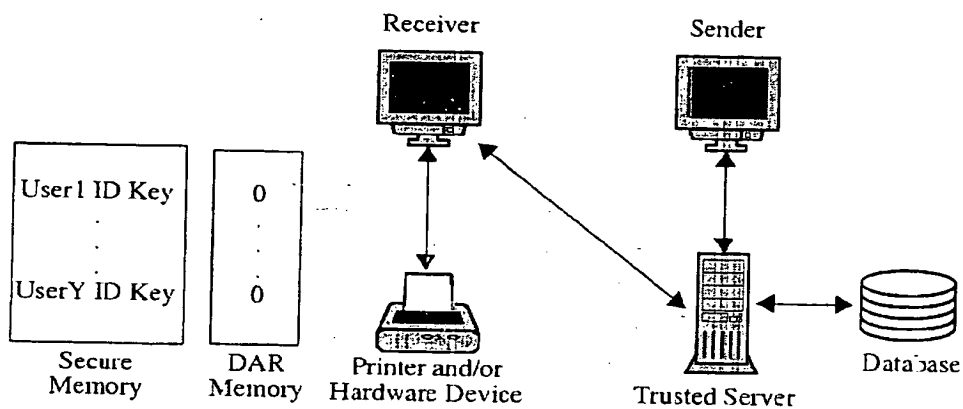 Receiver
Sender
User1 ID Key
0
UserY ID Key
0
Secure
Memory
DAR
Memory
Printer and/or
Hardware Device
Trusted Server
Database